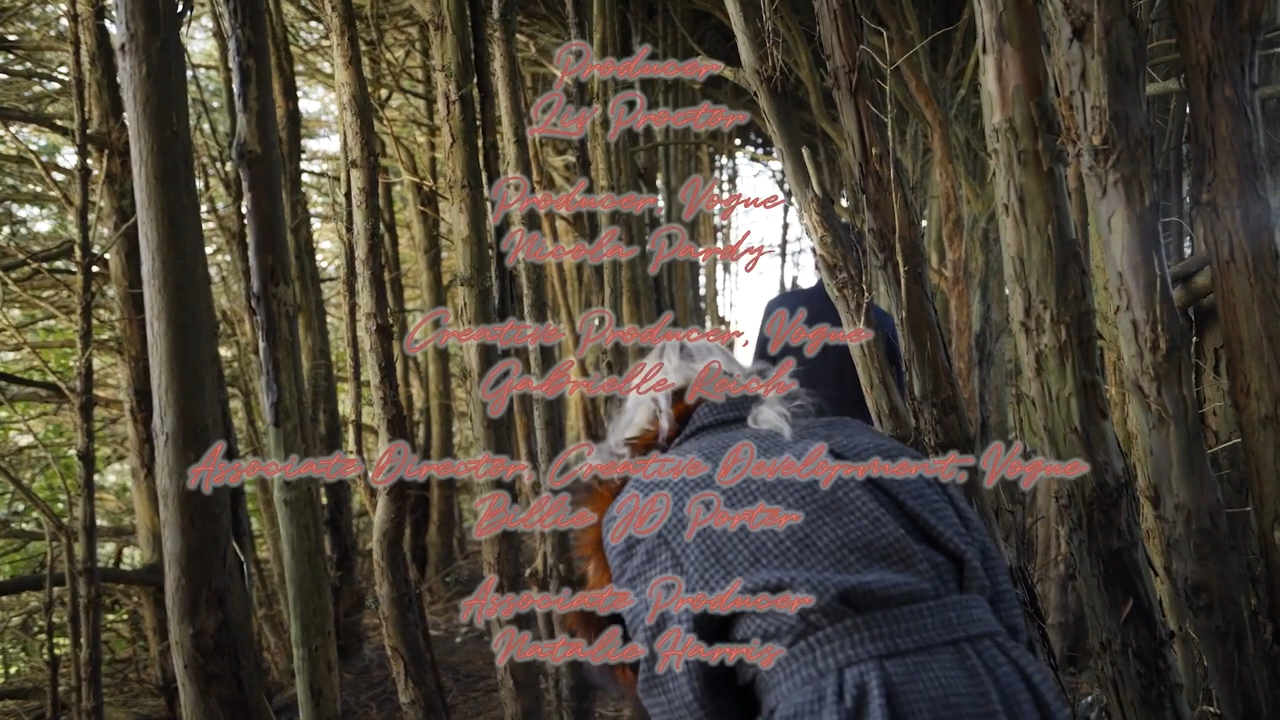 Producer
Liv Proctor
Producer, Vogue
Nicola Pardy
Creative Producer, Vogue
Gabrielle Reich
Associate Director, Creative Development, Vogue
Billie JD Porter
Associate Producer
Natalie Harris